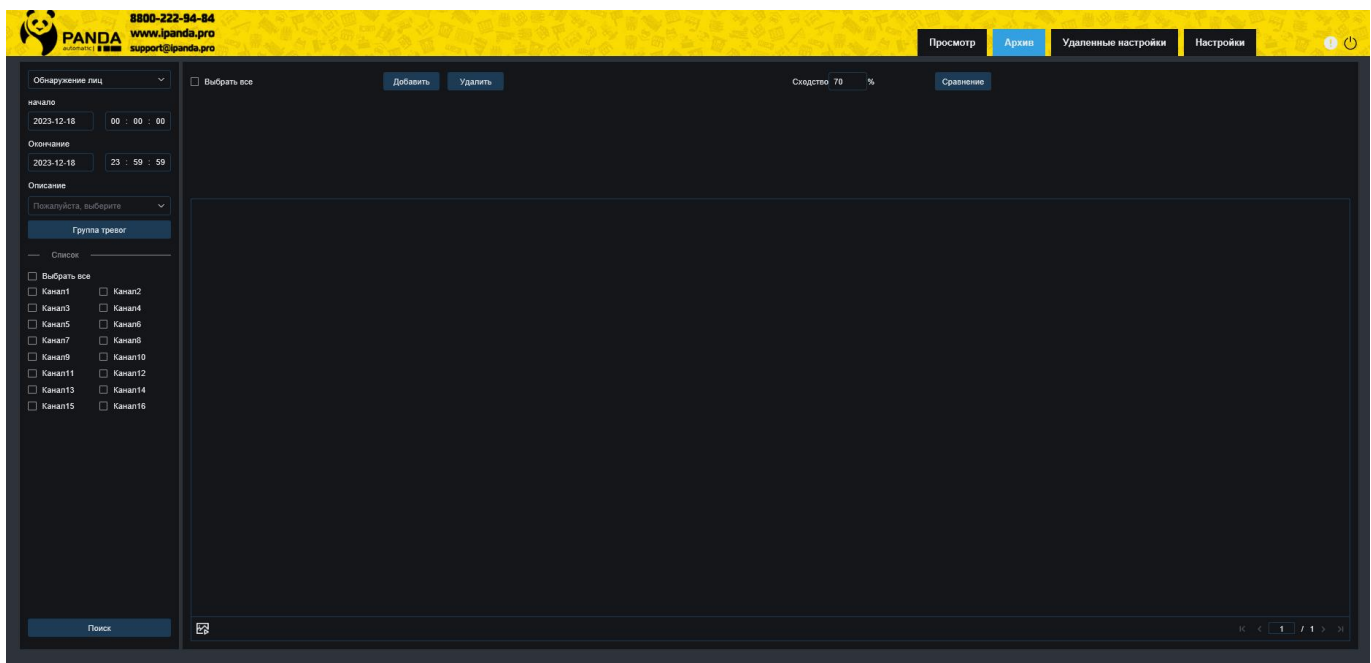 8800-222-94-84
www.ipanda.pro
support@ipanda.pro
PANDA
automatic
Просмотр Архив Удаленные настройки Настройки
Обнаружение лиц
Выбрать все Добавить Удалить Сходство 70 % Сравнение
начало
2023-12-18 00 : 00 : 00
Окончание
2023-12-18 23 : 59 : 59
Описание
Пожалуйста, выберите
Группа тревог
Список
Выбрать все
Канал1 Канал2
Канал3 Канал4
Канал5 Канал6
Канал7 Канал8
Канал9 Канал10
Канал11 Канал12
Канал13 Канал14
Канал15 Канал16
Поиск
1 / 1